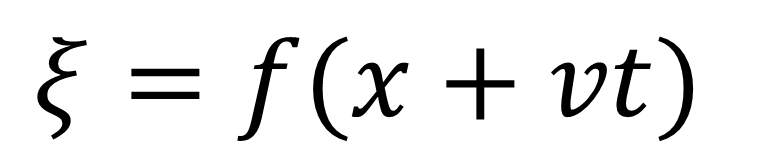 ξ = f(x + vt)